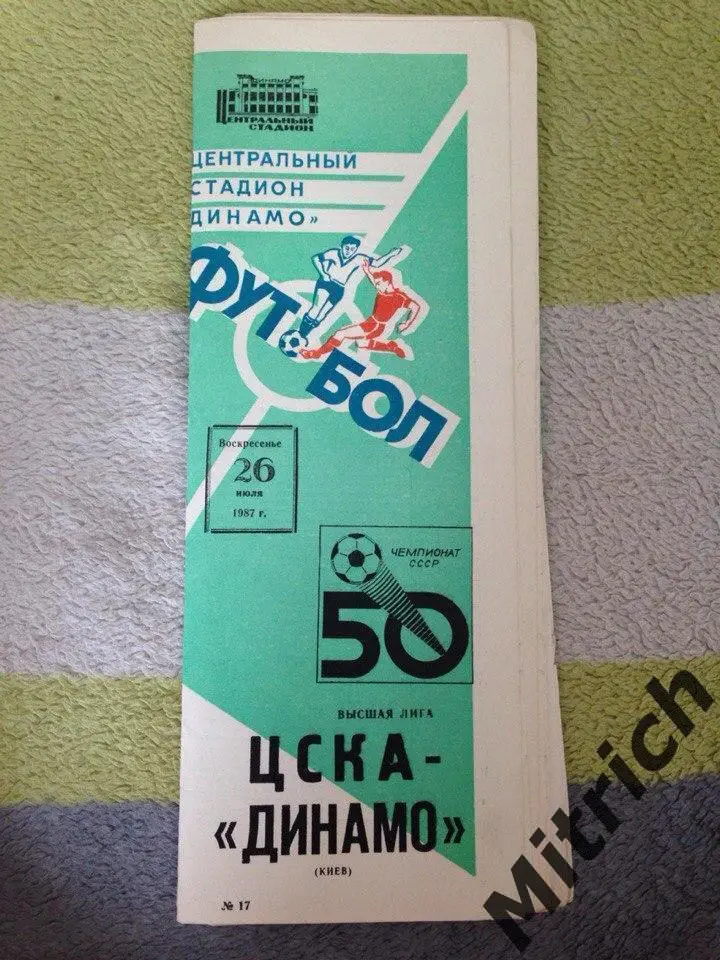 ДИНАМО
ЦЕНТРАЛЬНЫЙ
СТАДИОН
ЦЕНТРАЛЬНЫЙ
СТАДИОН
ДИНАМО»
ФУТ
БОЛ
Воскресенье
26
июля
1987 г.
ЧЕМПИОНАТ
СССР
50
ВЫСШАЯ ЛИГА
ЦСКА-
«ДИНАМО»
(КИЕВ)
№ 17
Mitrich